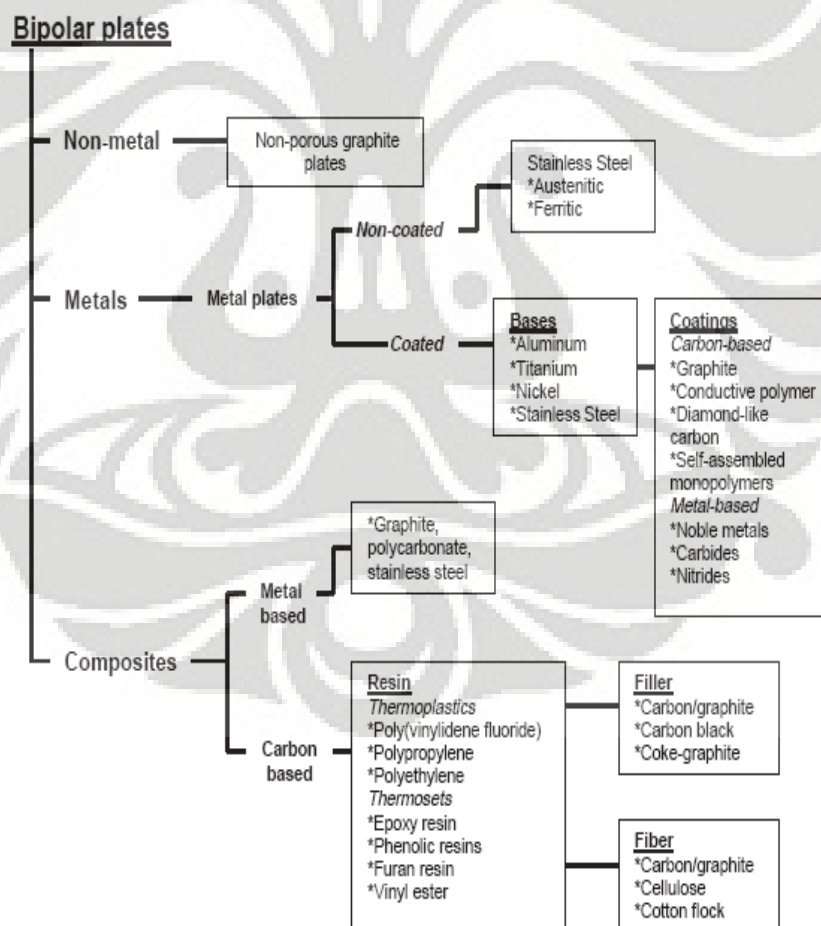 Bipolar plates
Non-metal
Non-porous graphite
plates
Metals
Metal plates
Non-coated
Stainless Steel
*Austenitic
*Ferritic
Coated
Bases
*Aluminum
*Titanium
*Nickel
*Stainless Steel
Coatings
Carbon-based
*Graphite
*Conductive polymer
*Diamond-like
carbon
*Self-assembled
monopolymers
Metal-based
*Noble metals
*Carbides
*Nitrides
Composites
Metal
based
*Graphite,
polycarbonate,
stainless steel
Carbon
based
Resin
Thermoplastics
*Poly(vinylidene fluoride)
*Polypropylene
*Polyethylene
Thermosets
*Epoxy resin
*Phenolic resins
*Furan resin
*Vinyl ester
Filler
*Carbon/graphite
*Carbon black
*Coke-graphite
Fiber
*Carbon/graphite
*Cellulose
*Cotton flock